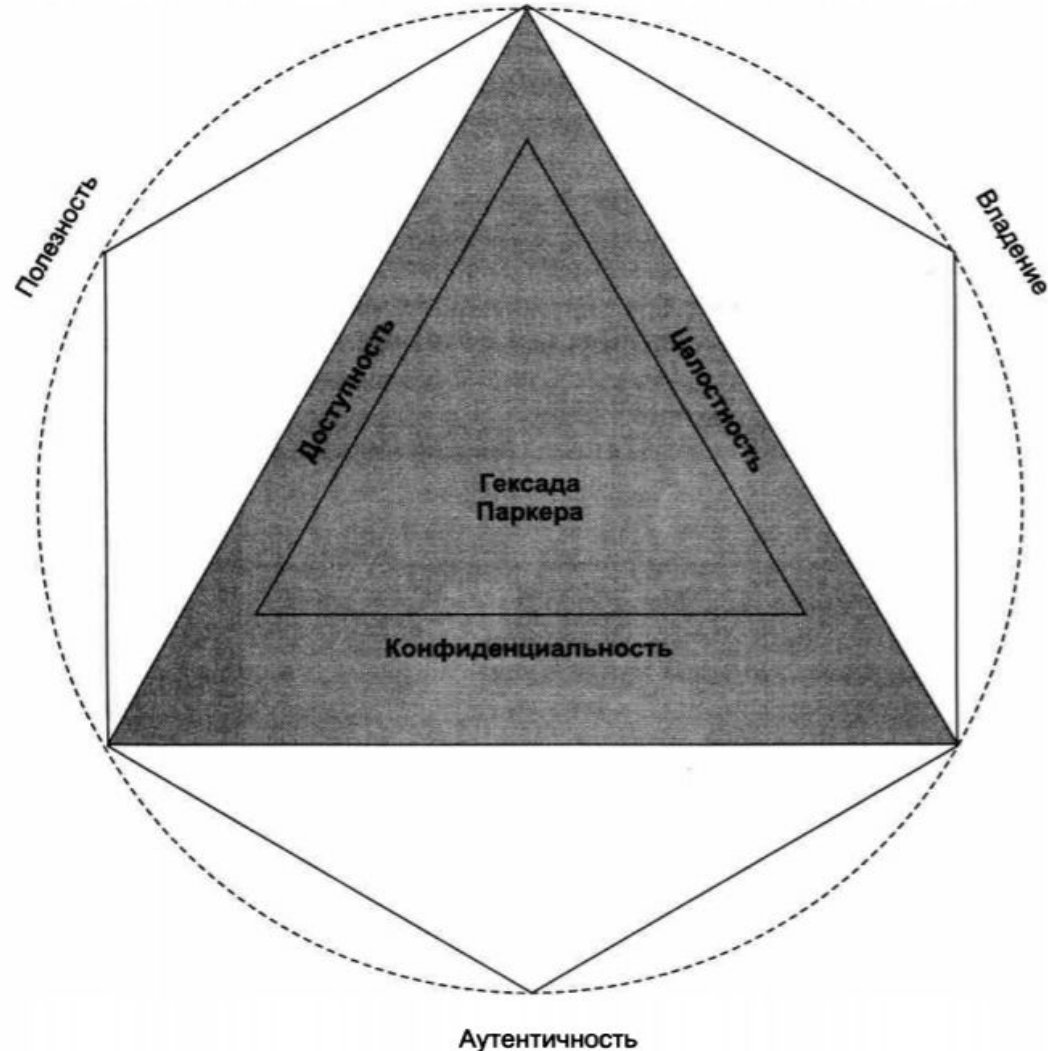 Полезность
Владение
Доступность
Целостность
Гексада
Паркера
Конфиденциальность
Аутентичность